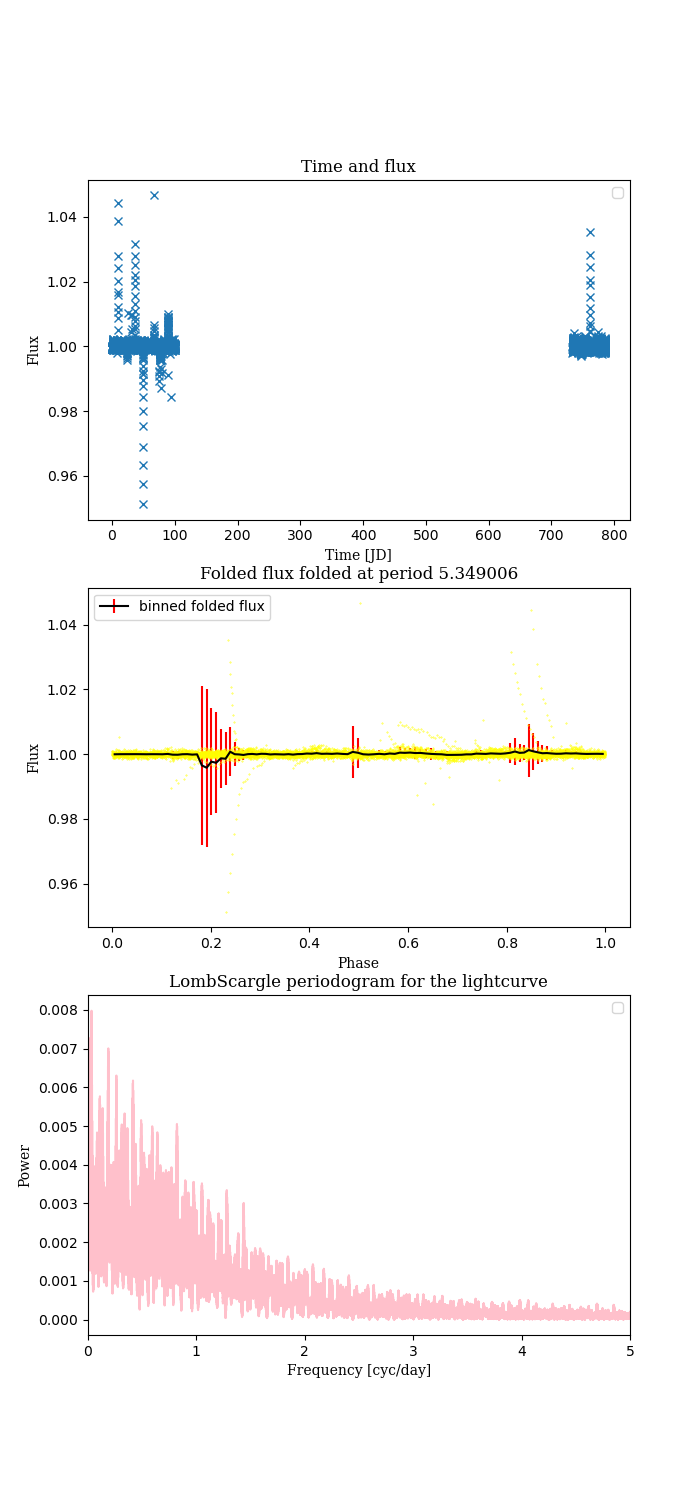 Time and flux
1.04
1.02
1.00
0.98
0.96
Flux
0 100 200 300 400 500 600 700 800
Time [JD]
Folded flux folded at period 5.349006
binned folded flux
1.04
1.02
1.00
0.98
0.96
Flux
0.0 0.2 0.4 0.6 0.8 1.0
Phase
LombScargle periodogram for the lightcurve
0.008
0.007
0.006
0.005
0.004
0.003
0.002
0.001
0.000
Power
0 1 2 3 4 5
Frequency [cyc/day]